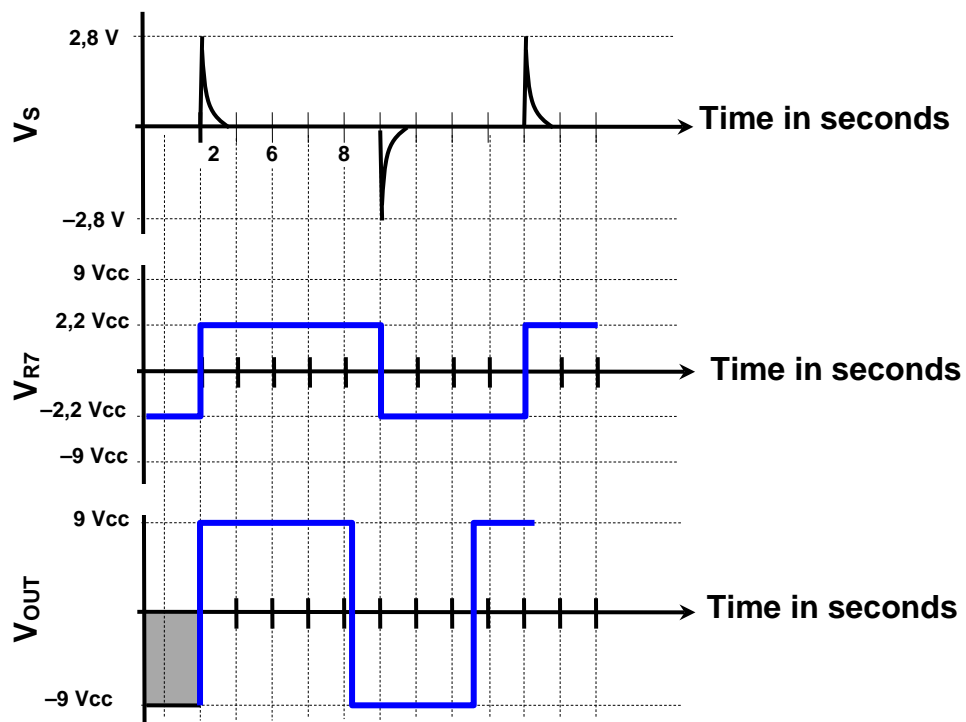 2,8 V
VS
Time in seconds
2 6 8
–2,8 V
9 Vcc
2,2 Vcc
VR7
Time in seconds
–2,2 Vcc
–9 Vcc
9 Vcc
VOUT
Time in seconds
–9 Vcc